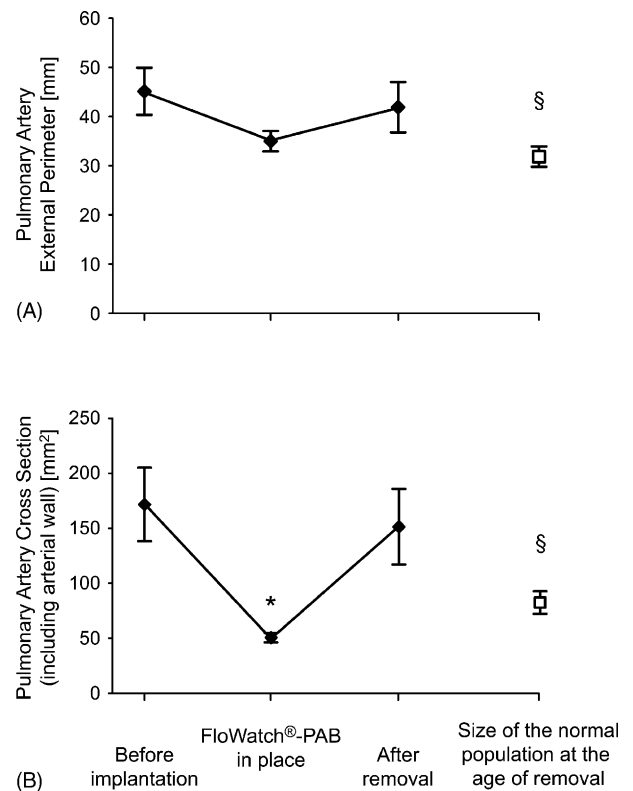 60
50
40
30
20
10
0
Pulmonary Artery
External Perimeter [mm]
§
(A)
250
200
150
100
50
0
Pulmonary Artery Cross Section
(including arterial wall) [mm²]
*
§
Before
implantation
FloWatch®-PAB
in place
After
removal
Size of the normal
population at the
age of removal
(B)